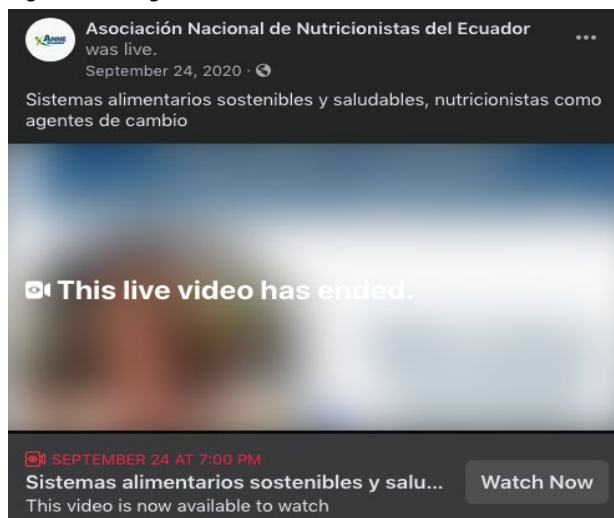 Asociación Nacional de Nutricionistas del Ecuador
was live.
September 24, 2020 ·
Sistemas alimentarios sostenibles y saludables, nutricionistas como
agentes de cambio
This live video has ended.
SEPTEMBER 24 AT 7:00 PM
Sistemas alimentarios sostenibles y salu...
Watch Now
This video is now available to watch